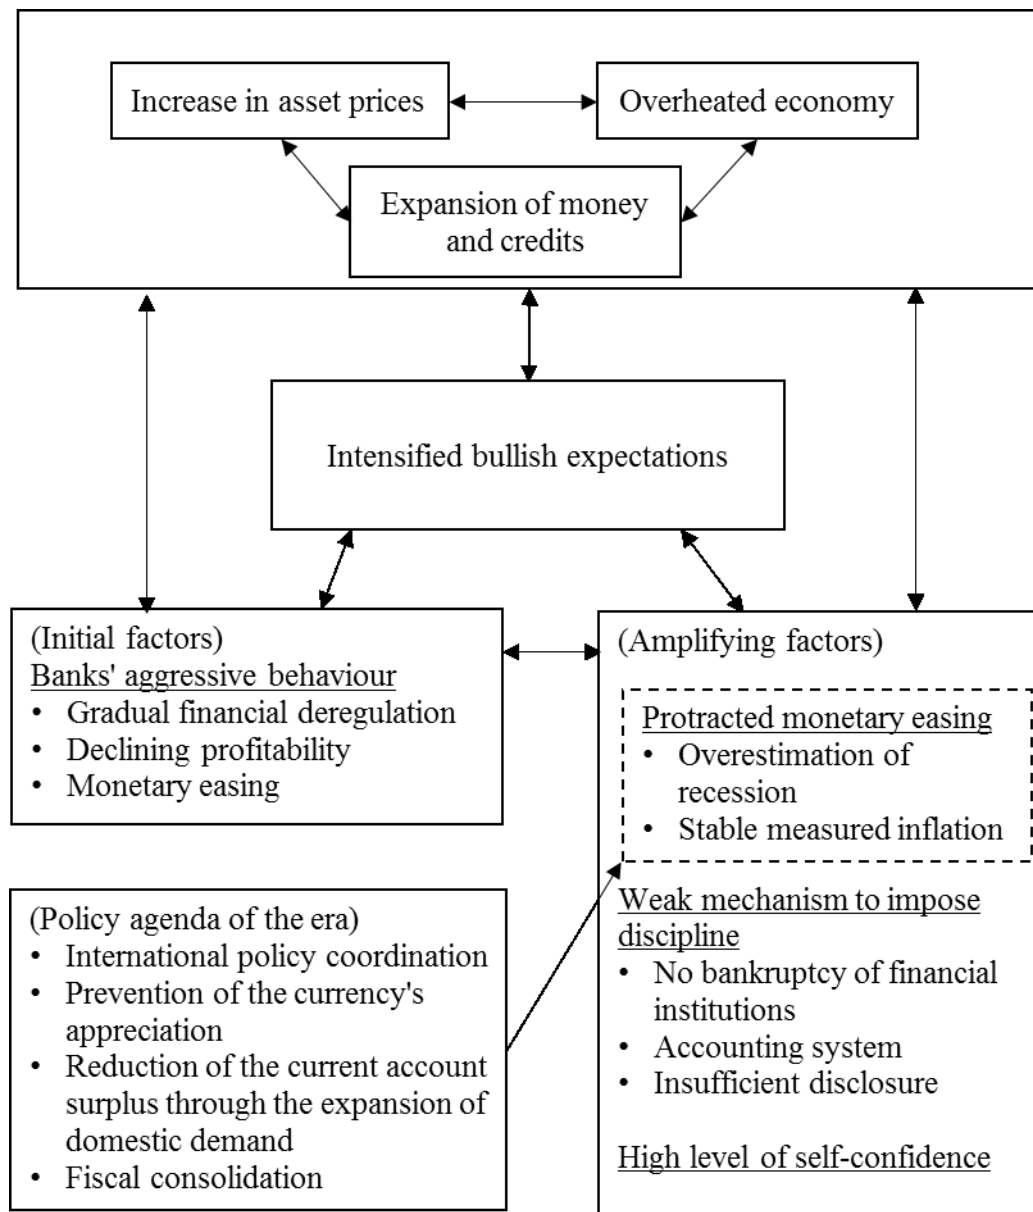 Increase in asset prices
Overheated economy
Expansion of money
and credits
Intensified bullish expectations
(Initial factors)
Banks' aggressive behaviour
• Gradual financial deregulation
• Declining profitability
• Monetary easing
(Amplifying factors)
Protracted monetary easing
• Overestimation of
recession
• Stable measured inflation
Weak mechanism to impose
discipline
• No bankruptcy of financial
institutions
• Accounting system
• Insufficient disclosure
High level of self-confidence
(Policy agenda of the era)
• International policy coordination
• Prevention of the currency's
appreciation
• Reduction of the current account
surplus through the expansion of
domestic demand
• Fiscal consolidation